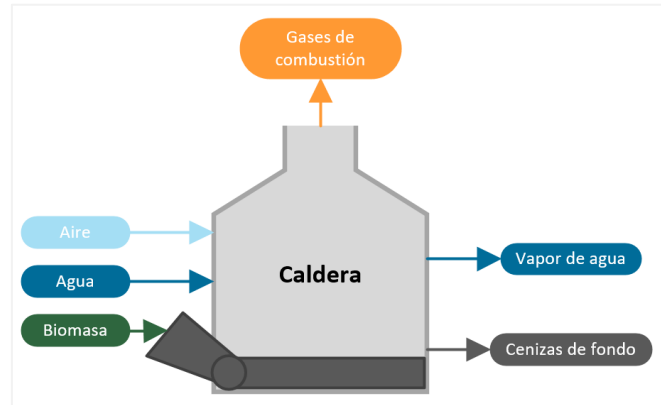 Gases de
combustión
Aire
Agua
Biomasa
Caldera
Vapor de agua
Cenizas de fondo